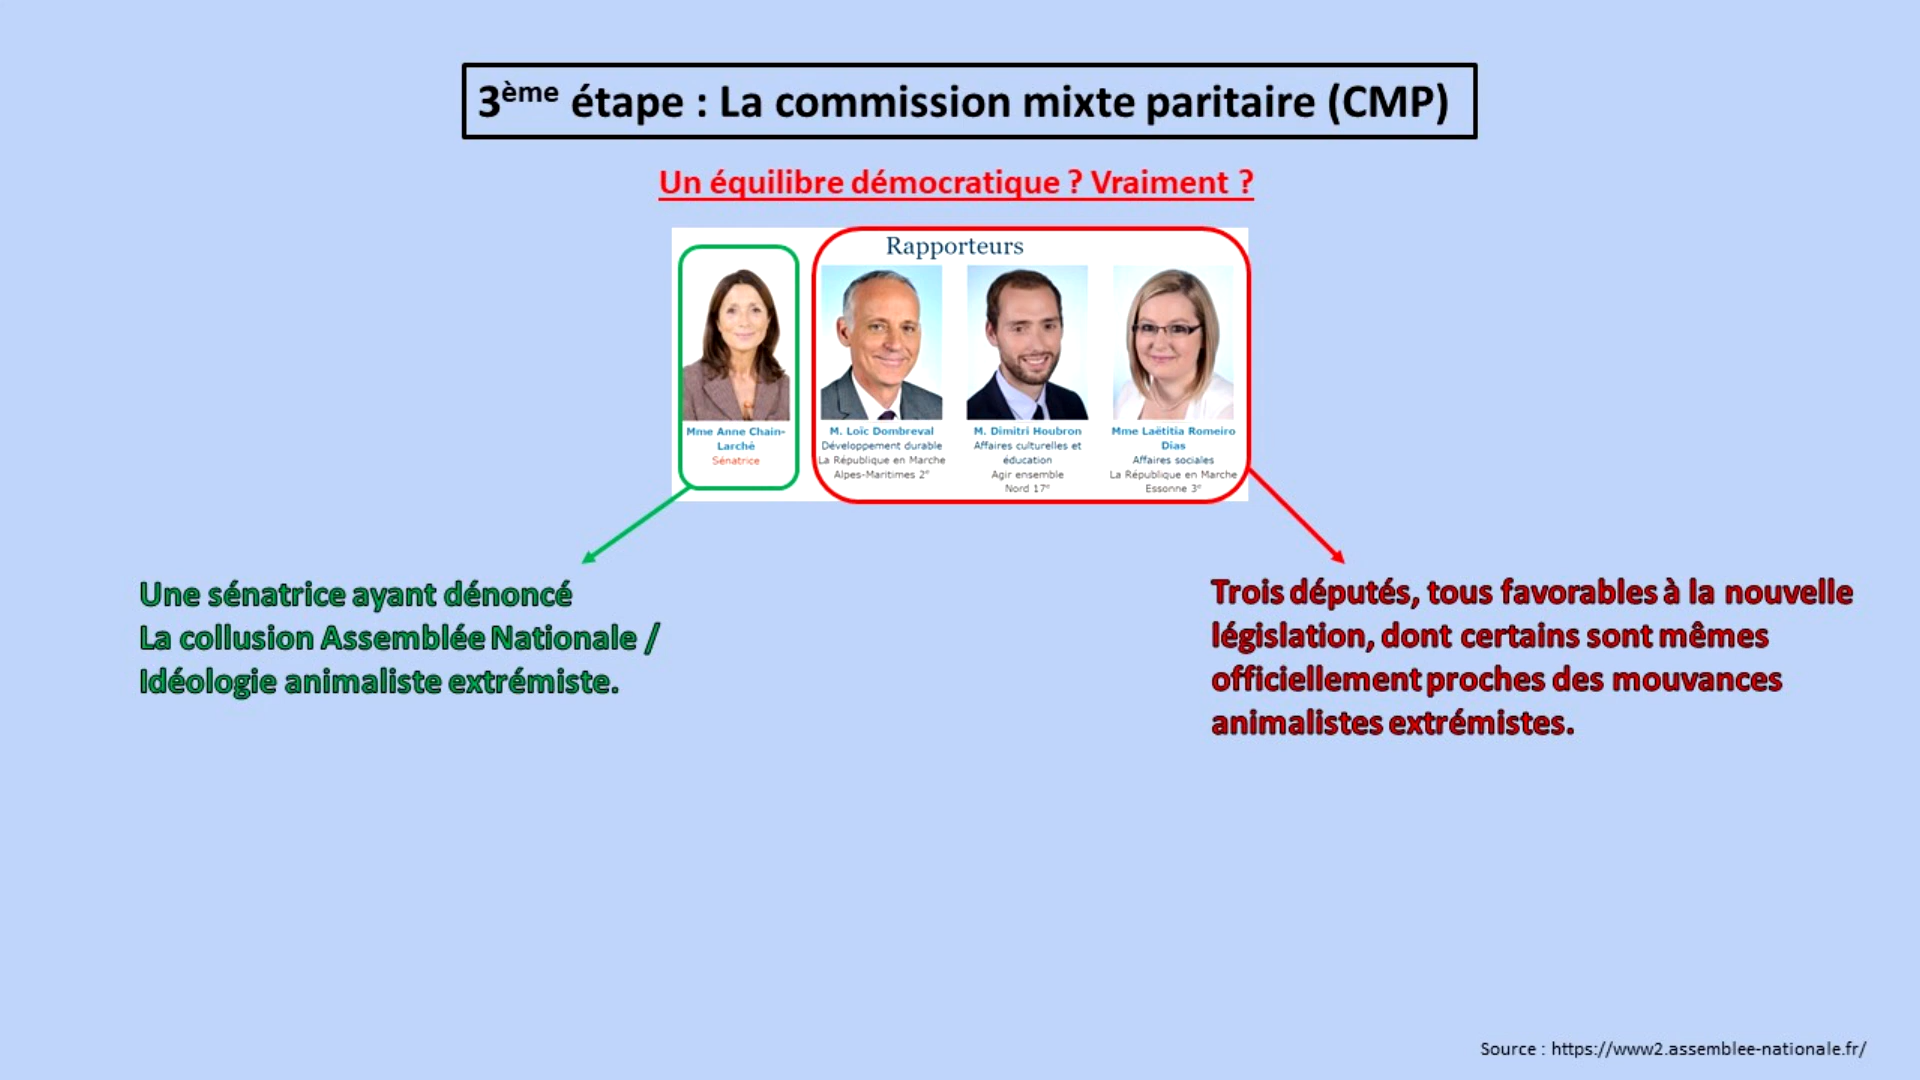 3ème étape : La commission mixte paritaire (CMP)
Un équilibre démocratique ? Vraiment ?
Rapporteurs
Mme Anne Chain-
Larché
Sénatrice
M. Loïc Dombreval
Développement durable
La République en Marche
Alpes-Maritimes 2e
M. Dimitri Houbron
Affaires culturelles et
éducation
Agir ensemble
Nord 17e
Mme Laëtitia Romeiro
Dias
Affaires sociales
La République en Marche
Essonne 3e
Une sénatrice ayant dénoncé
La collusion Assemblée Nationale /
Idéologie animaliste extrémiste.
Trois députés, tous favorables à la nouvelle
législation, dont certains sont mêmes
officiellement proches des mouvances
animalistes extrémistes.
Source : https://www2.assemblee-nationale.fr/